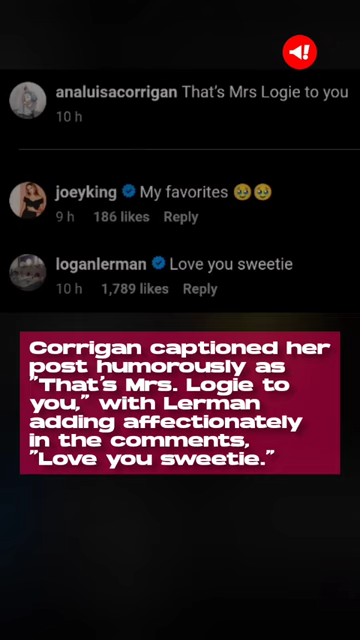 analuisacorrigan That's Mrs Logie to you
10 h
joeyking My favorites 🥹🥹
9 h 186 likes Reply
loganlerman Love you sweetie
10 h 1,789 likes Reply
Corrigan captioned her
post humorously as
"That's Mrs. Logie to
you," with Lerman
adding affectionately
in the comments,
"Love you sweetie."